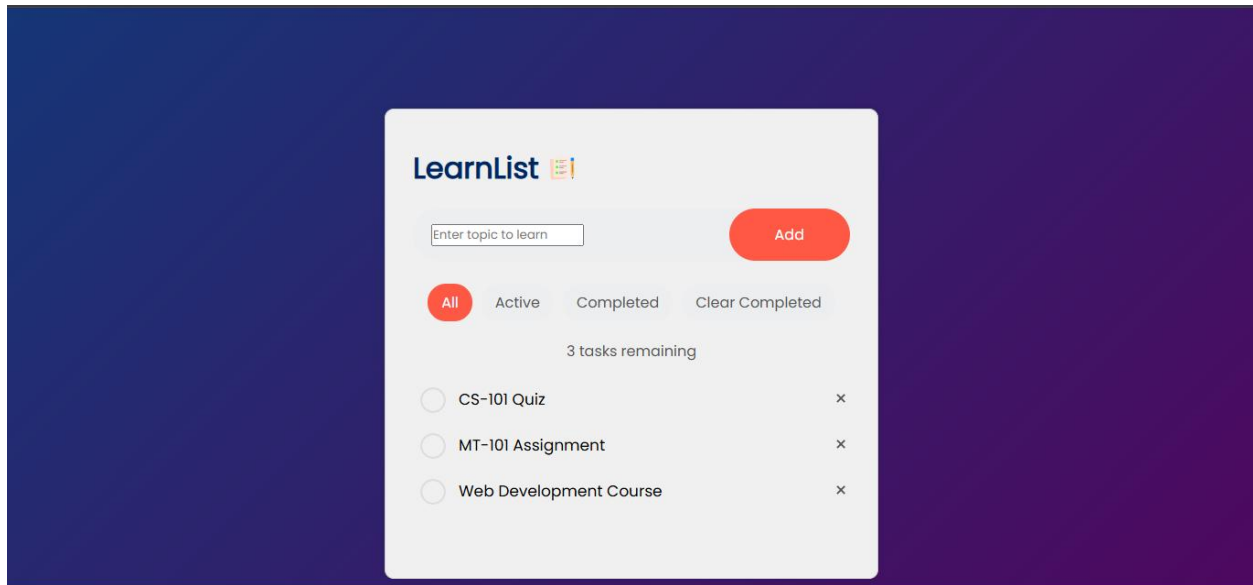 LearnList
Enter topic to learn
Add
All Active Completed Clear Completed
3 tasks remaining
CS-101 Quiz ×
MT-101 Assignment ×
Web Development Course ×